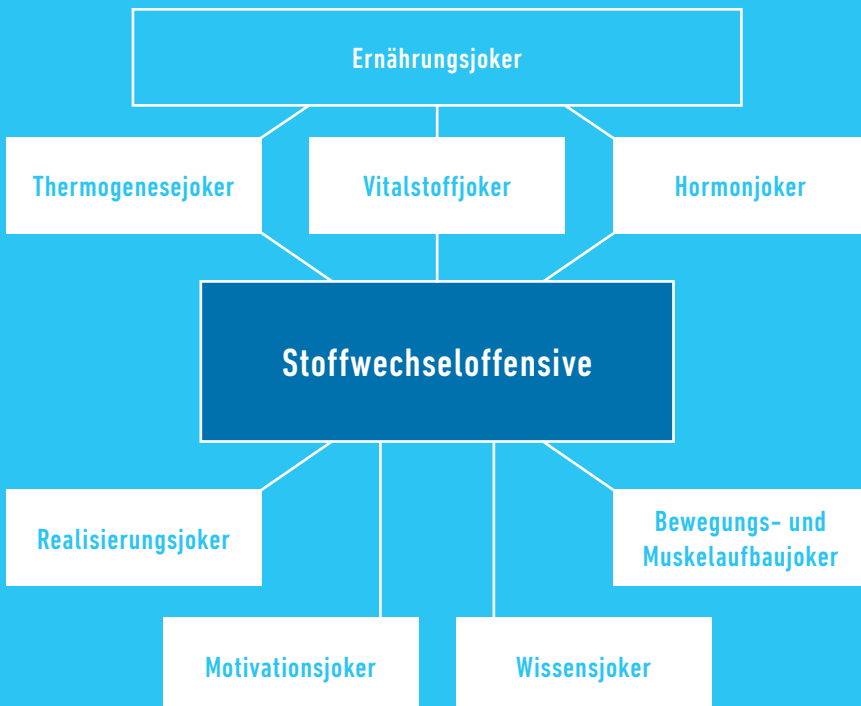 Ernährungsjoker
Thermogenesejoker
Vitalstoffjoker
Hormonjoker
Stoffwechseloffensive
Realisierungsjoker
Bewegungs- und
Muskelaufbaujoker
Motivationsjoker
Wissensjoker